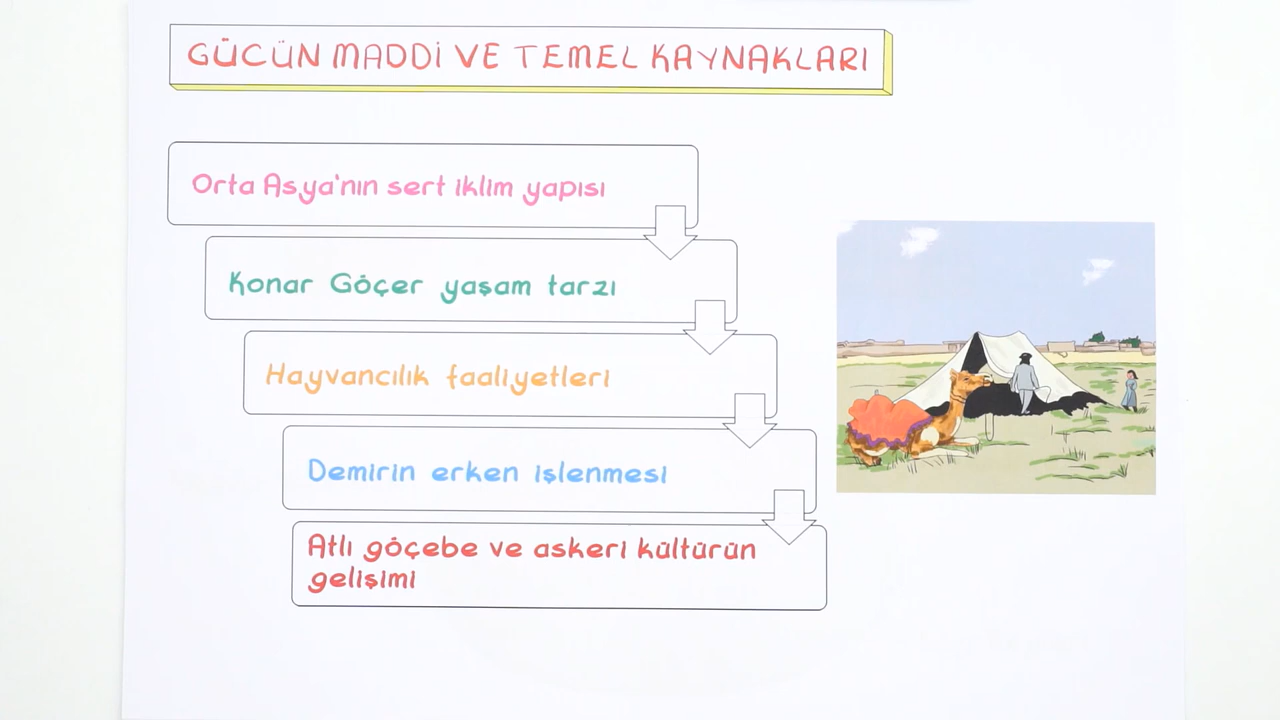 GÜCÜN MADDİ VE TEMEL KAYNAKLARI
Orta Asya'nın sert iklim yapısı
Konar Göçer yaşam tarzı
Hayvancılık faaliyetleri
Demirin erken işlenmesi
Atlı göçebe ve askeri kültürün
gelişimi